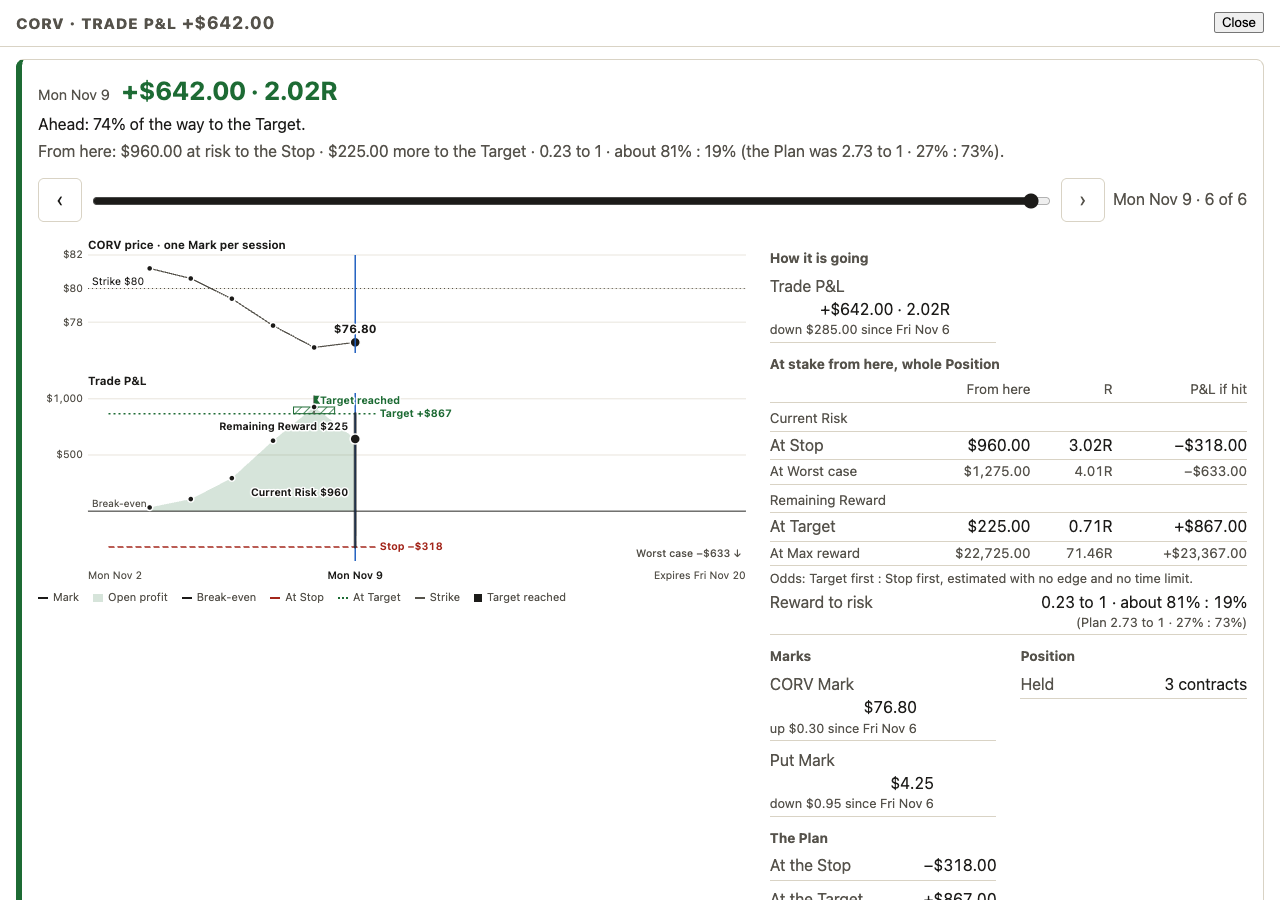 CORV · TRADE P&L +$642.00
Close
Mon Nov 9 +$642.00 · 2.02R
Ahead: 74% of the way to the Target.
From here: $960.00 at risk to the Stop · $225.00 more to the Target · 0.23 to 1 · about 81% : 19% (the Plan was 2.73 to 1 · 27% : 73%).
‹
›
Mon Nov 9 · 6 of 6
CORV price · one Mark per session
$82
Strike $80
$80
$78
$76.80
Trade P&L
$1,000
Target reached
Target +$867
Remaining Reward $225
$500
Current Risk $960
Break-even
Stop −$318
Worst case −$633 ↓
Mon Nov 2
Mon Nov 9
Expires Fri Nov 20
Mark
Open profit
Break-even
At Stop
At Target
Strike
Target reached
How it is going
Trade P&L
+$642.00 · 2.02R
down $285.00 since Fri Nov 6
At stake from here, whole Position
From here R P&L if hit
Current Risk
At Stop $960.00 3.02R −$318.00
At Worst case $1,275.00 4.01R −$633.00
Remaining Reward
At Target $225.00 0.71R +$867.00
At Max reward $22,725.00 71.46R +$23,367.00
Odds: Target first : Stop first, estimated with no edge and no time limit.
Reward to risk 0.23 to 1 · about 81% : 19%
(Plan 2.73 to 1 · 27% : 73%)
Marks
CORV Mark
$76.80
up $0.30 since Fri Nov 6
Put Mark
$4.25
down $0.95 since Fri Nov 6
Position
Held 3 contracts
The Plan
At the Stop −$318.00
At the Target +$867.00